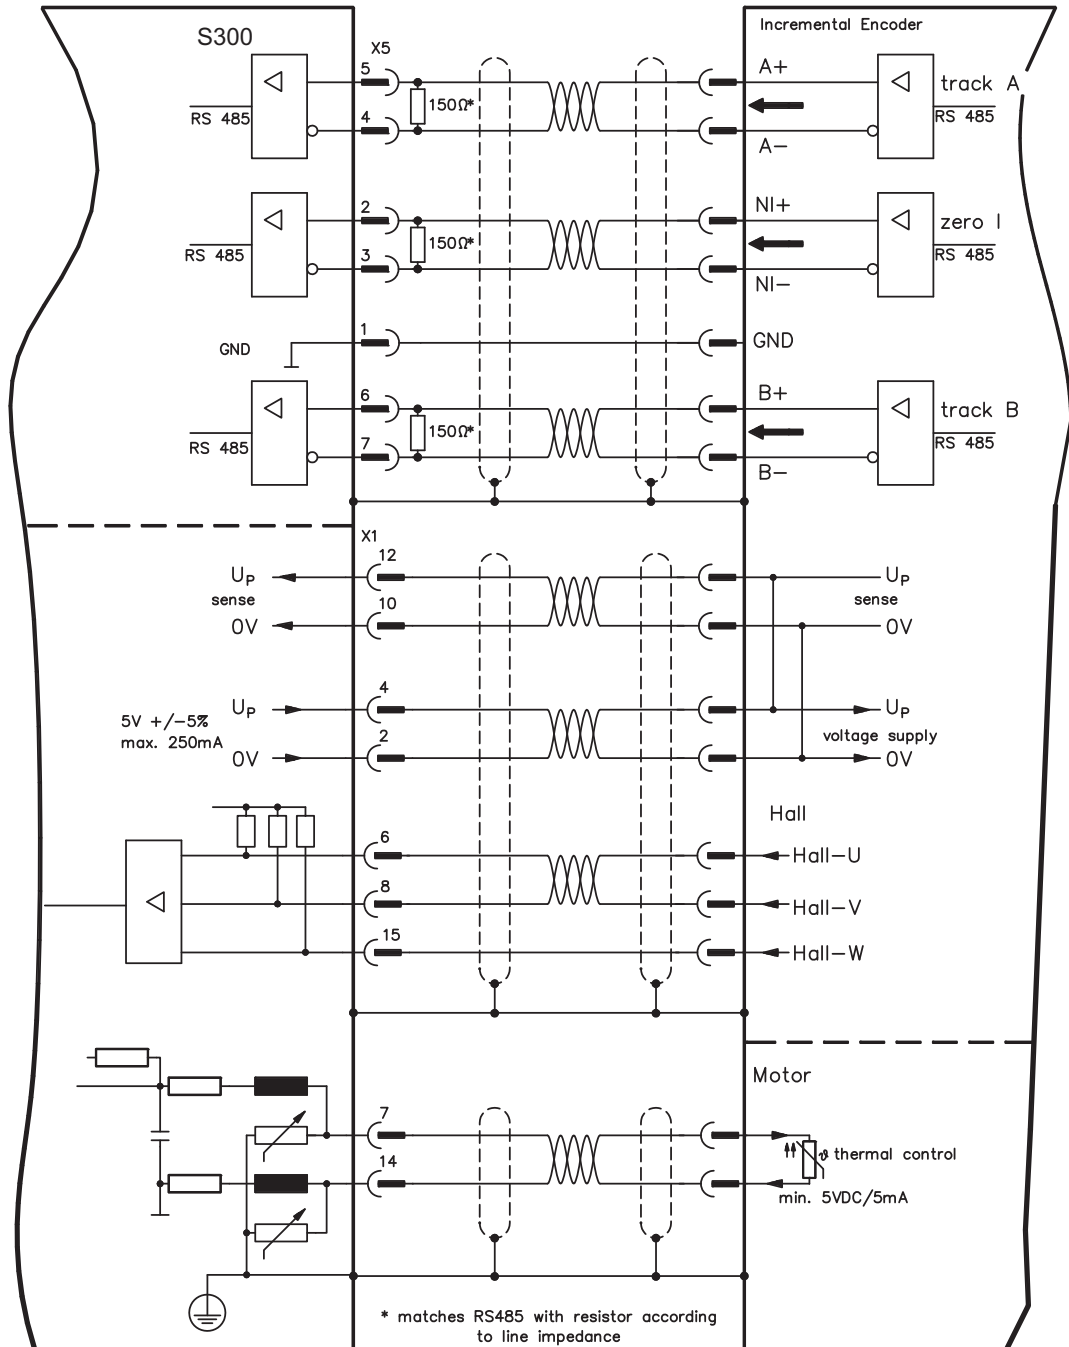 Incremental Encoder
S300
X5
5
A+
track A
150Ω*
RS 485
RS 485
4
A−
2
NI+
zero I
150Ω*
RS 485
RS 485
3
NI−
1
GND
GND
6
B+
track B
150Ω*
RS 485
RS 485
7
B−
X1
12
UP
UP
sense
sense
10
0V
0V
4
UP
UP
5V +/−5%
max. 250mA
voltage supply
2
0V
0V
Hall
6
Hall−U
8
Hall−V
15
Hall−W
Motor
7
ϑ thermal control
14
min. 5VDC/5mA
* matches RS485 with resistor according
to line impedance